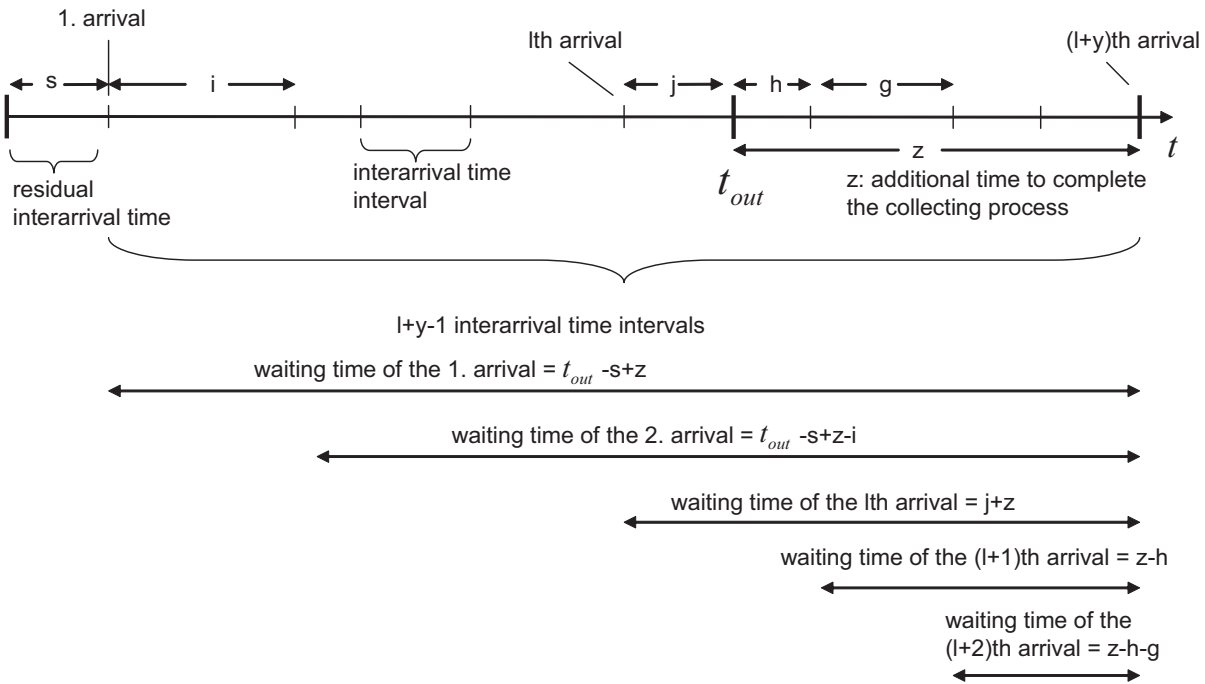 1. arrival
lth arrival
(l+y)th arrival
s
i
j
h
g
z
t
residual
interarrival time
interarrival time
interval
t_out
z: additional time to complete
the collecting process
l+y-1 interarrival time intervals
waiting time of the 1. arrival = t_out -s+z
waiting time of the 2. arrival = t_out -s+z-i
waiting time of the lth arrival = j+z
waiting time of the (l+1)th arrival = z-h
waiting time of the
(l+2)th arrival = z-h-g